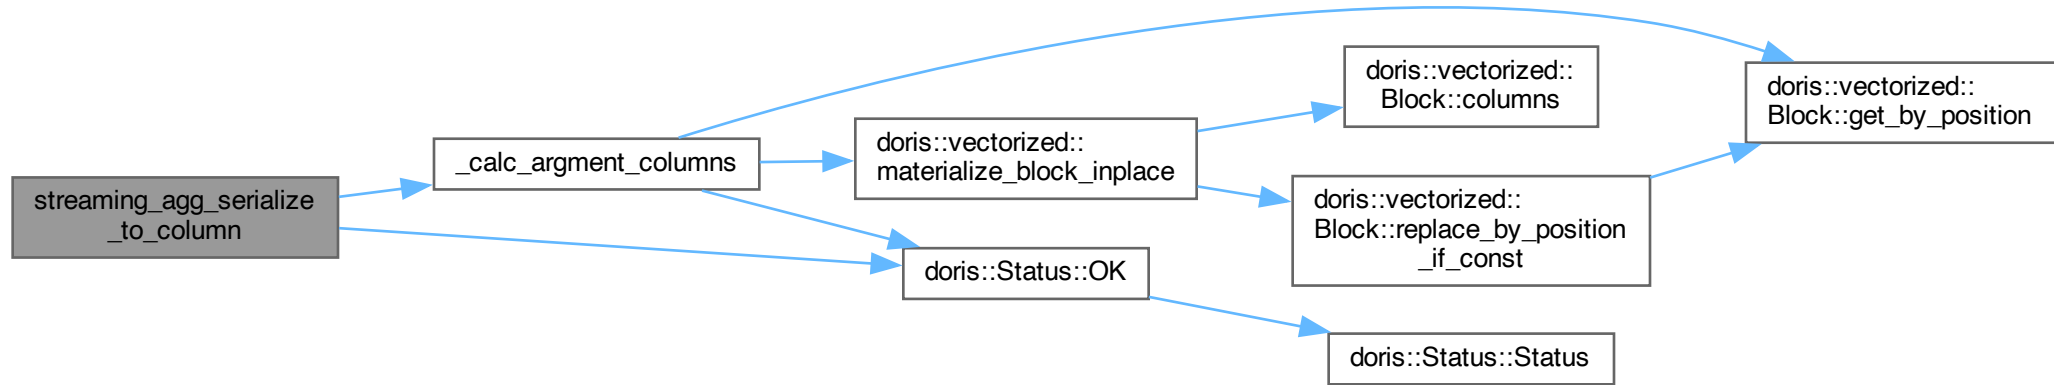 streaming_agg_serialize
_to_column
_calc_argment_columns
doris::vectorized::
materialize_block_inplace
doris::Status::OK
doris::vectorized::
Block::columns
doris::vectorized::
Block::replace_by_position
_if_const
doris::Status::Status
doris::vectorized::
Block::get_by_position